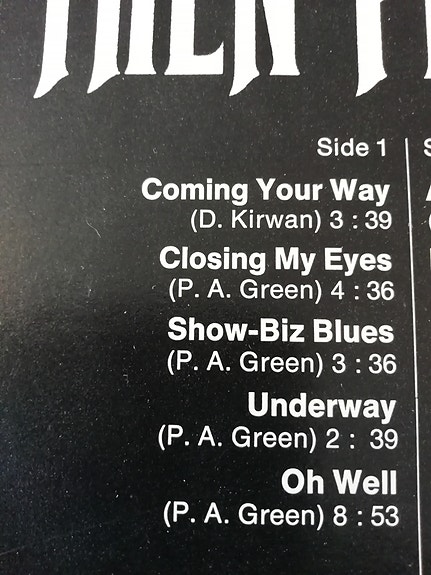 THEN P
Side 1
Coming Your Way
(D. Kirwan) 3 : 39
Closing My Eyes
(P. A. Green) 4 : 36
Show-Biz Blues
(P. A. Green) 3 : 36
Underway
(P. A. Green) 2 : 39
Oh Well
(P. A. Green) 8 : 53